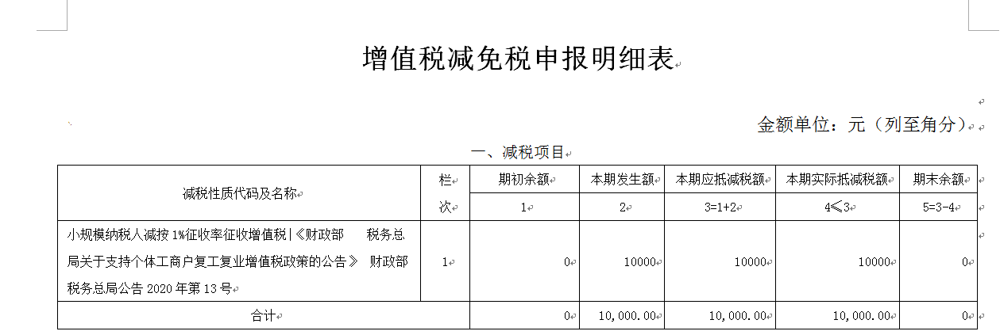 增值税减免税申报明细表
金额单位：元（列至角分）
一、减税项目
减税性质代码及名称 栏次 期初余额 本期发生额 本期应抵减税额 本期实际抵减税额 期末余额
1 2 3=1+2 4≤3 5=3-4
小规模纳税人减按1%征收率征收增值税|《财政部 税务总
局关于支持个体工商户复工复业增值税政策的公告》 财政部
税务总局公告2020年第13号
1 0 10000 10000 10000 0
合计 0 10,000.00 10,000.00 10,000.00 0